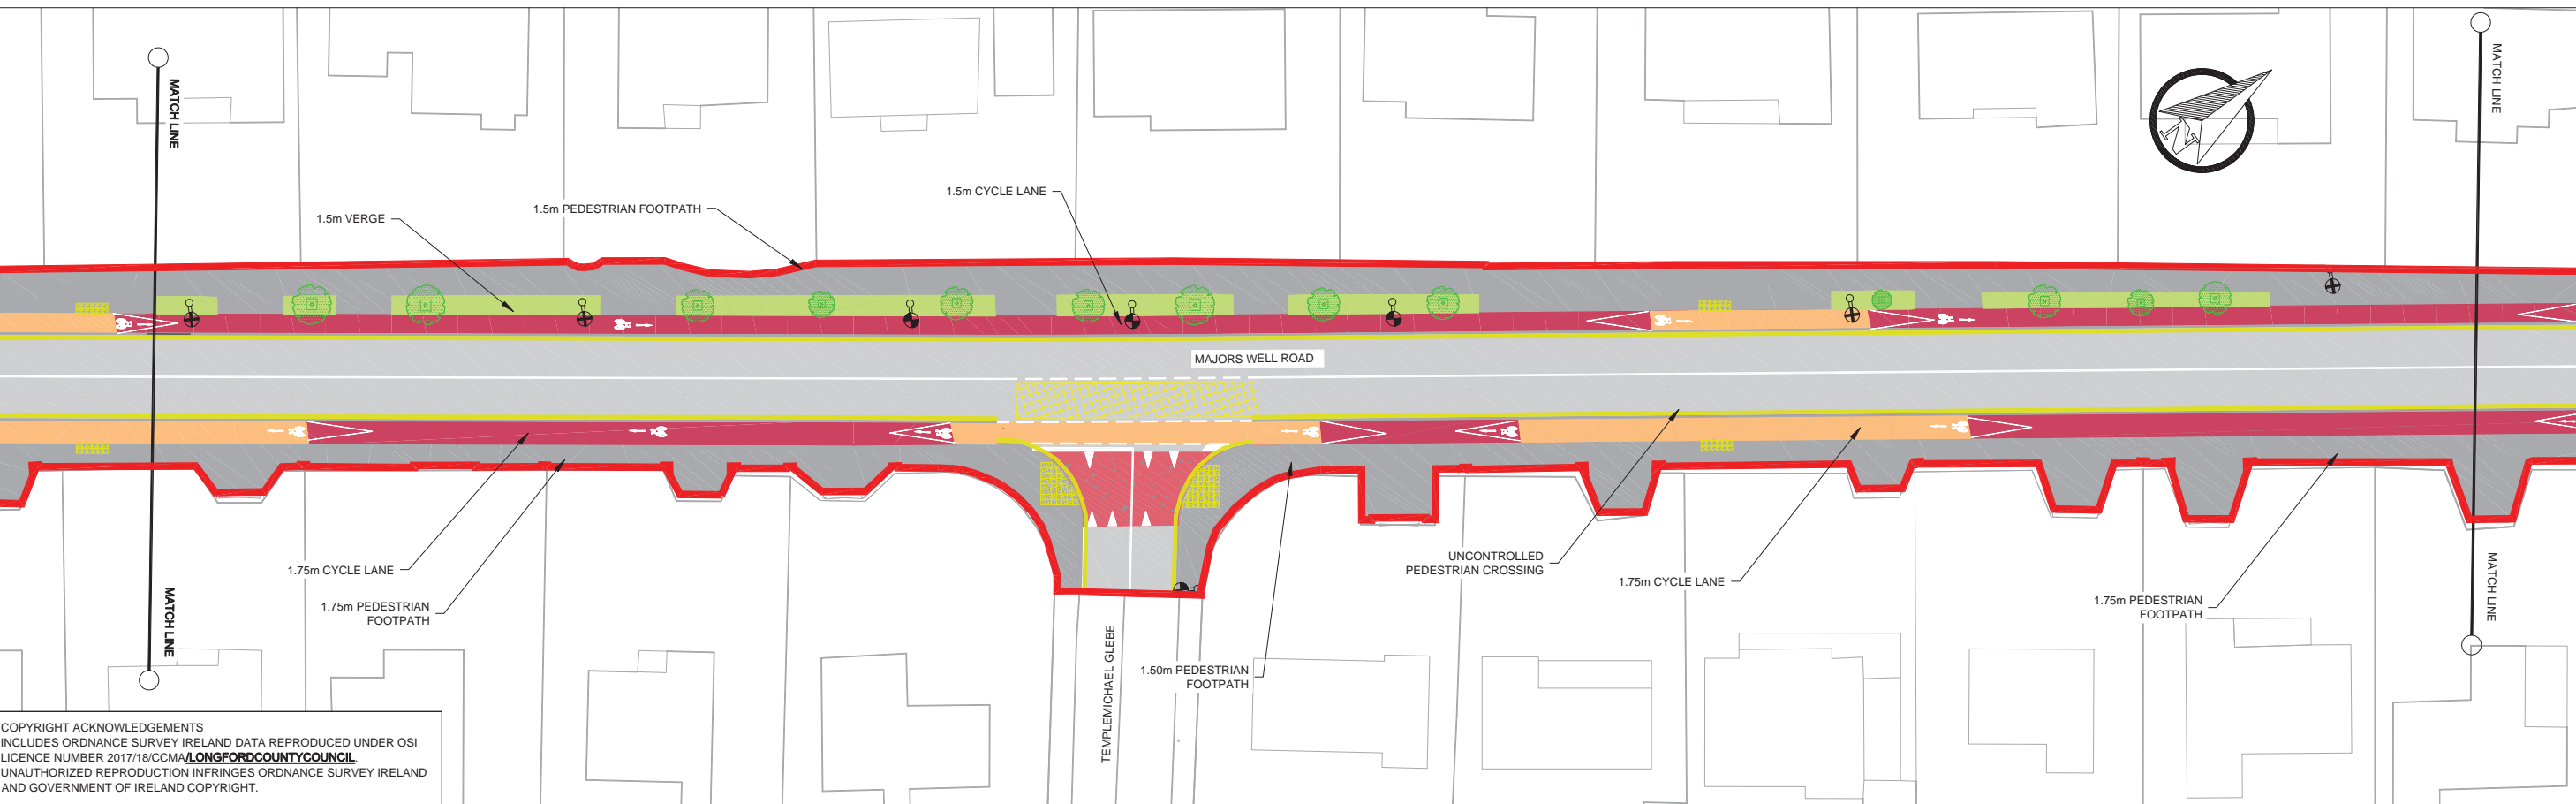 MATCH LINE
MATCH LINE
1.5m CYCLE LANE
1.5m PEDESTRIAN FOOTPATH
1.5m VERGE
N
MAJORS WELL ROAD
UNCONTROLLED
PEDESTRIAN CROSSING
1.75m CYCLE LANE
1.75m CYCLE LANE
1.75m PEDESTRIAN
FOOTPATH
1.75m PEDESTRIAN
FOOTPATH
MATCH LINE
MATCH LINE
1.50m PEDESTRIAN
FOOTPATH
TEMPLEMICHAEL GLEBE
COPYRIGHT ACKNOWLEDGEMENTS
INCLUDES ORDNANCE SURVEY IRELAND DATA REPRODUCED UNDER OSI
LICENCE NUMBER 2017/18/CCMA/LONGFORDCOUNTYCOUNCIL.
UNAUTHORIZED REPRODUCTION INFRINGES ORDNANCE SURVEY IRELAND
AND GOVERNMENT OF IRELAND COPYRIGHT.